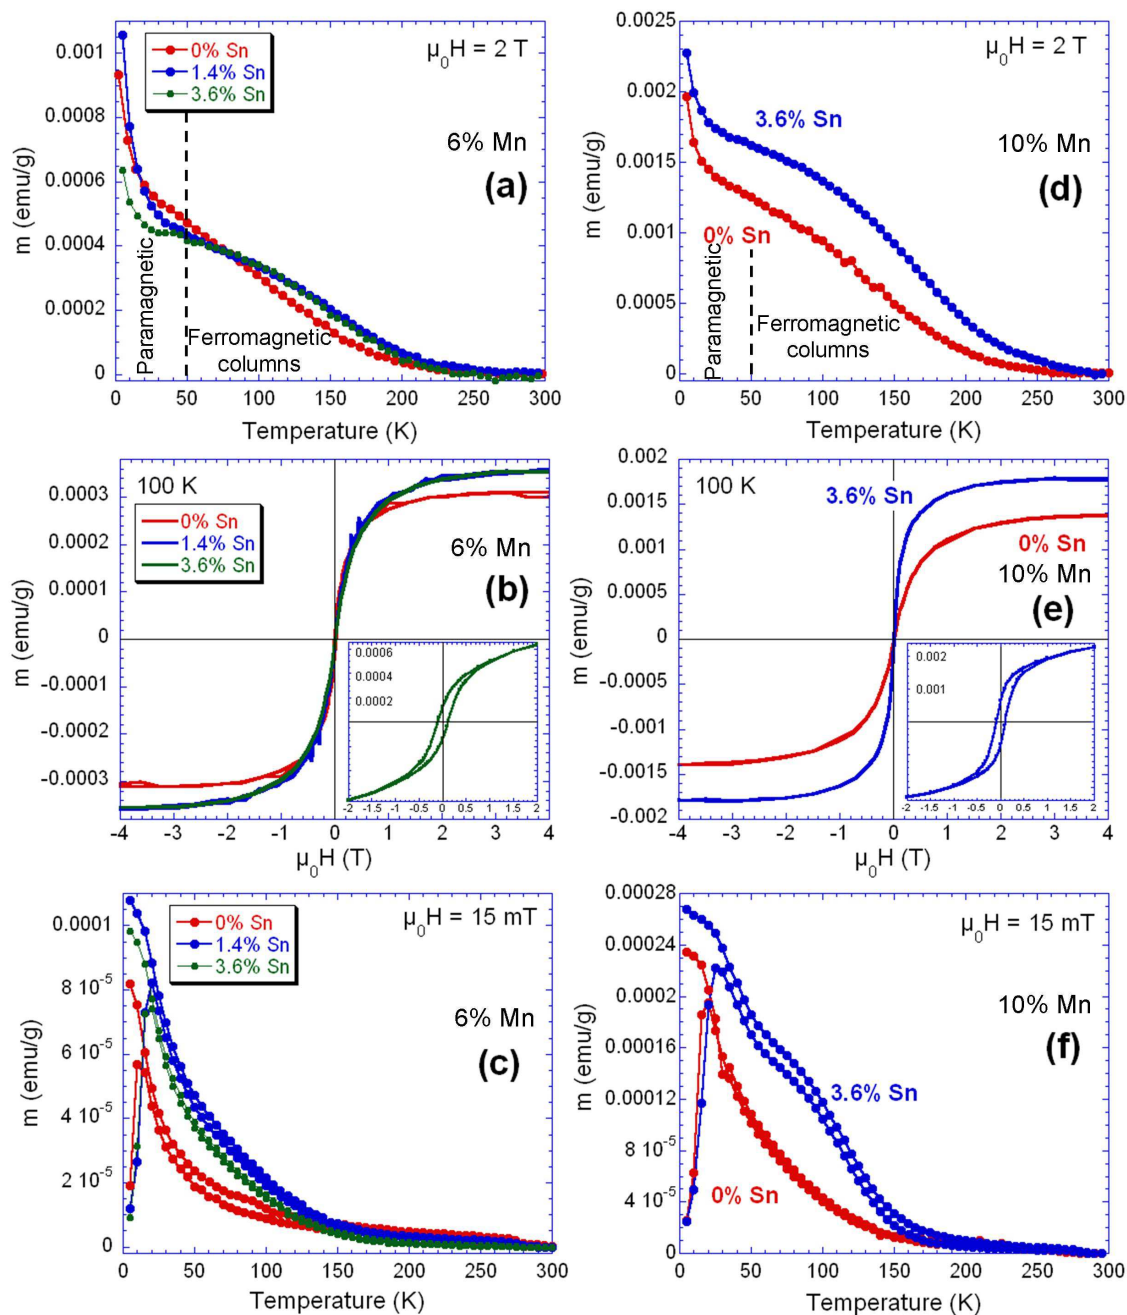 m (emu/g)
0.001
0.0008
0.0006
0.0004
0.0002
0
0% Sn
1.4% Sn
3.6% Sn
μ0H = 2 T
6% Mn
(a)
Paramagnetic
Ferromagnetic
columns
0 50 100 150 200 250 300
Temperature (K)
m (emu/g)
0.0025
0.002
0.0015
0.001
0.0005
0
μ0H = 2 T
3.6% Sn
10% Mn
(d)
0% Sn
Paramagnetic
Ferromagnetic
columns
0 50 100 150 200 250 300
Temperature (K)
m (emu/g)
0.0003
0.0002
0.0001
0
-0.0001
-0.0002
-0.0003
100 K
0% Sn
1.4% Sn
3.6% Sn
6% Mn
(b)
0.0006
0.0004
0.0002
-2 -1.5 -1 -0.5 0 0.5 1 1.5 2
-4 -3 -2 -1 0 1 2 3 4
μ0H (T)
m (emu/g)
0.002
0.0015
0.001
0.0005
0
-0.0005
-0.001
-0.0015
-0.002
100 K
3.6% Sn
0% Sn
10% Mn
(e)
0.002
0.001
-2 -1.5 -1 -0.5 0 0.5 1 1.5 2
-4 -3 -2 -1 0 1 2 3 4
μ0H (T)
m (emu/g)
0.0001
8 10-5
6 10-5
4 10-5
2 10-5
0
0% Sn
1.4% Sn
3.6% Sn
μ0H = 15 mT
6% Mn
(c)
0 50 100 150 200 250 300
Temperature (K)
m (emu/g)
0.00028
0.00024
0.0002
0.00016
0.00012
8 10-5
4 10-5
0
μ0H = 15 mT
10% Mn
(f)
3.6% Sn
0% Sn
0 50 100 150 200 250 300
Temperature (K)